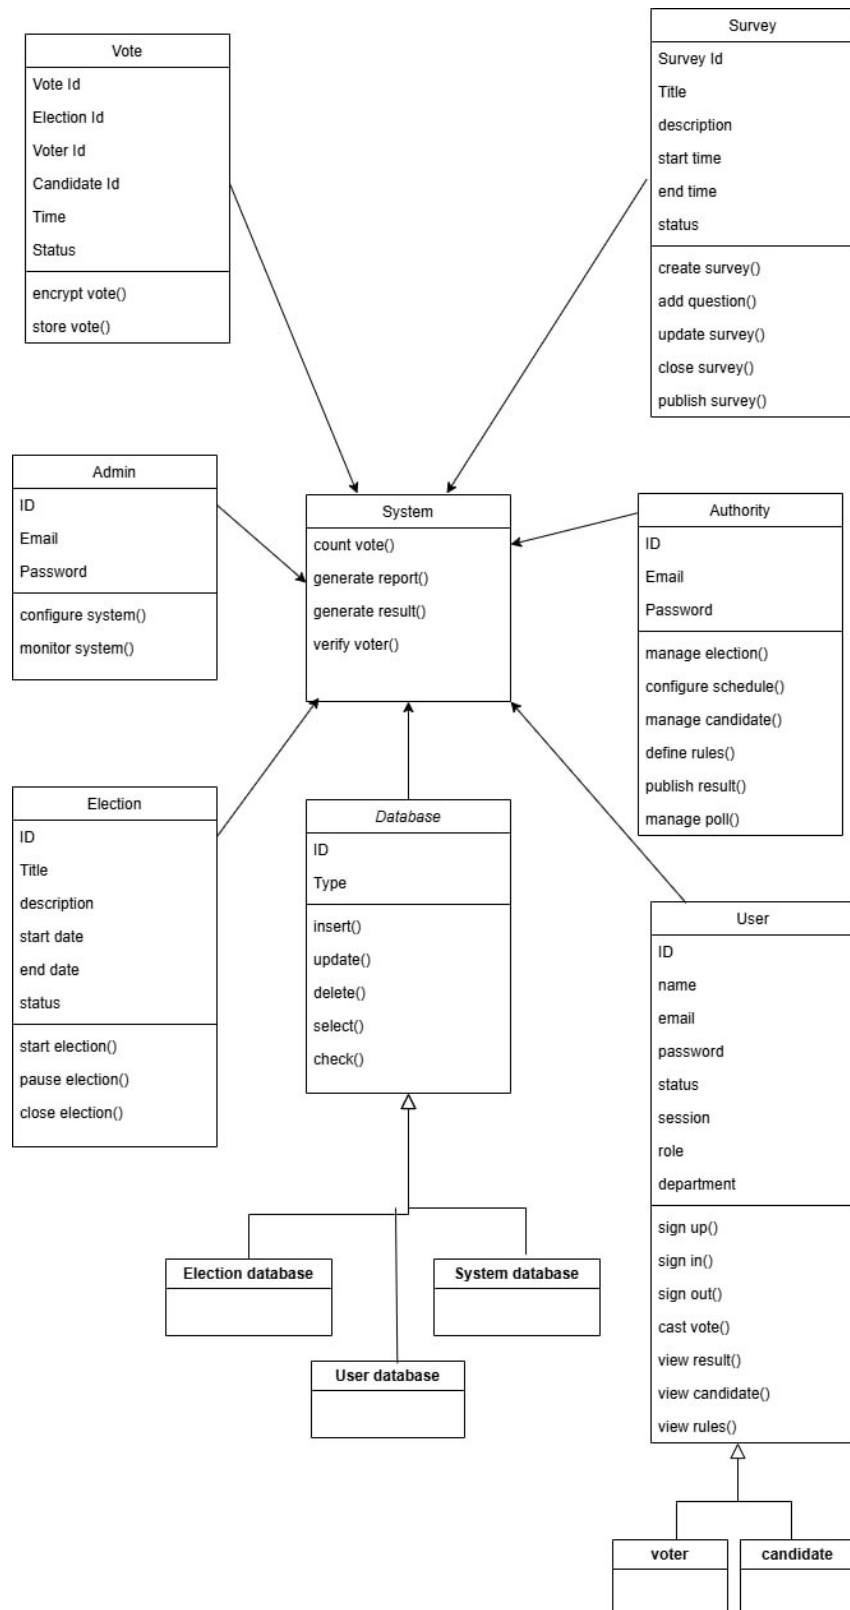 Vote
Vote Id
Election Id
Voter Id
Candidate Id
Time
Status
encrypt vote()
store vote()
Survey
Survey Id
Title
description
start time
end time
status
create survey()
add question()
update survey()
close survey()
publish survey()
Admin
ID
Email
Password
configure system()
monitor system()
System
count vote()
generate report()
generate result()
verify voter()
Authority
ID
Email
Password
manage election()
configure schedule()
manage candidate()
define rules()
publish result()
manage poll()
Election
ID
Title
description
start date
end date
status
start election()
pause election()
close election()
Database
ID
Type
insert()
update()
delete()
select()
check()
User
ID
name
email
password
status
session
role
department
sign up()
sign in()
sign out()
cast vote()
view result()
view candidate()
view rules()
Election database
System database
User database
voter
candidate